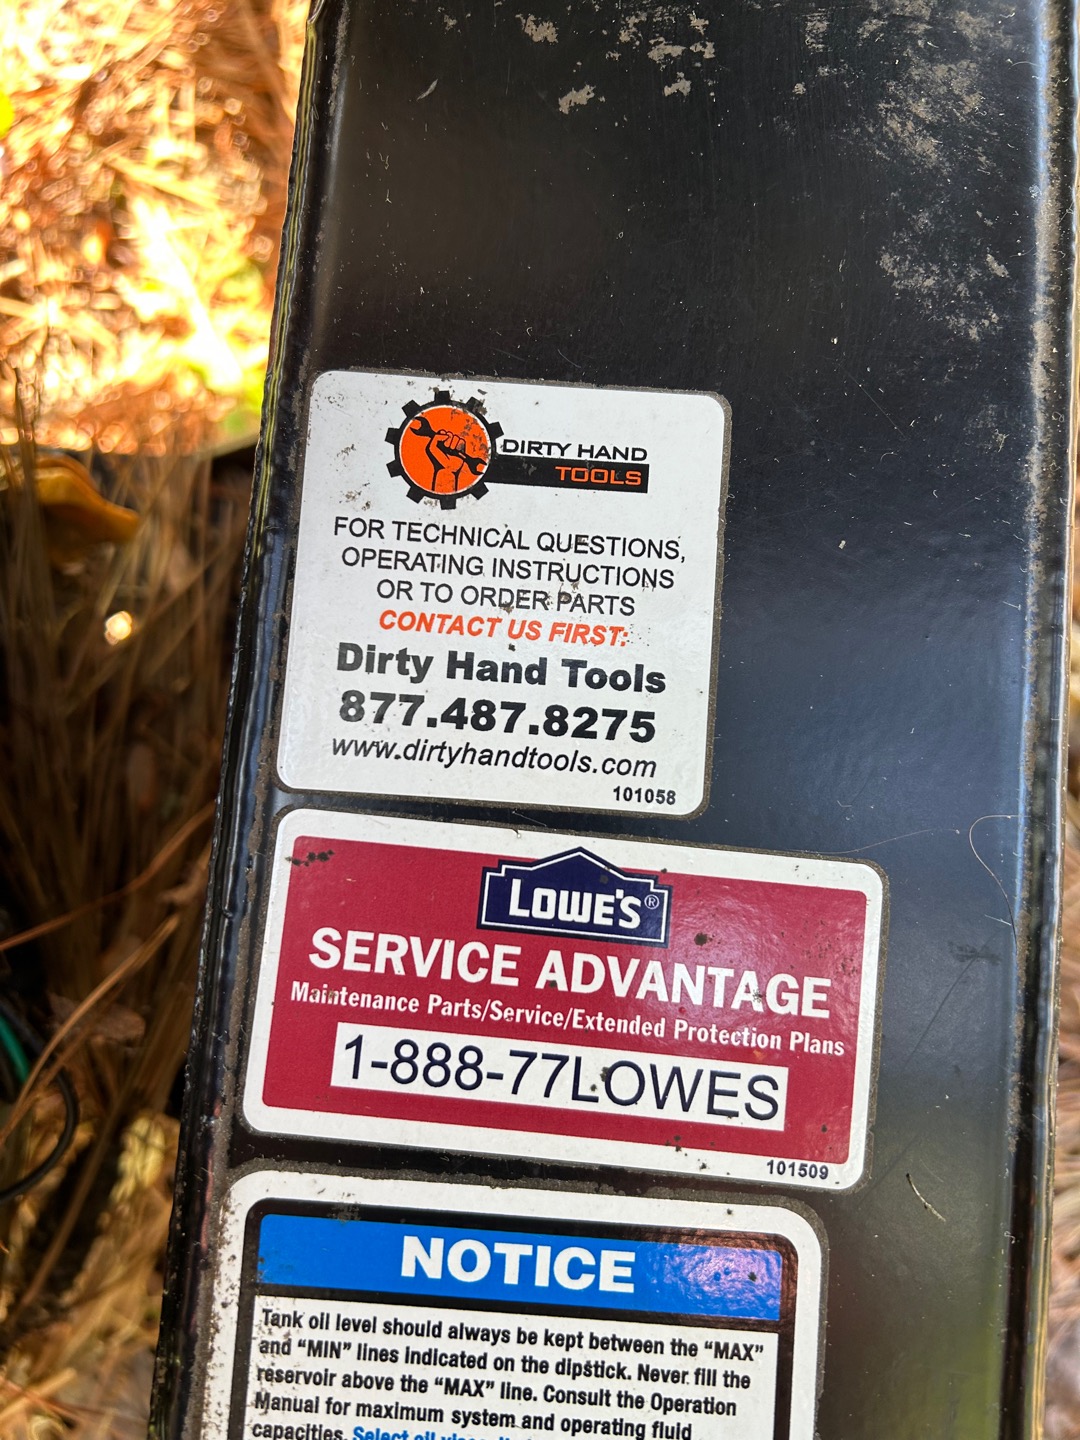 DIRTY HAND
TOOLS
FOR TECHNICAL QUESTIONS,
OPERATING INSTRUCTIONS
OR TO ORDER PARTS
CONTACT US FIRST:
Dirty Hand Tools
877.487.8275
www.dirtyhandtools.com
101058
LOWE'S®
SERVICE ADVANTAGE
Maintenance Parts/Service/Extended Protection Plans
1-888-77LOWES
101509
NOTICE
Tank oil level should always be kept between the “MAX”
and “MIN” lines indicated on the dipstick. Never fill the
reservoir above the “MAX” line. Consult the Operation
Manual for maximum system and operating fluid
capacities. Select oil